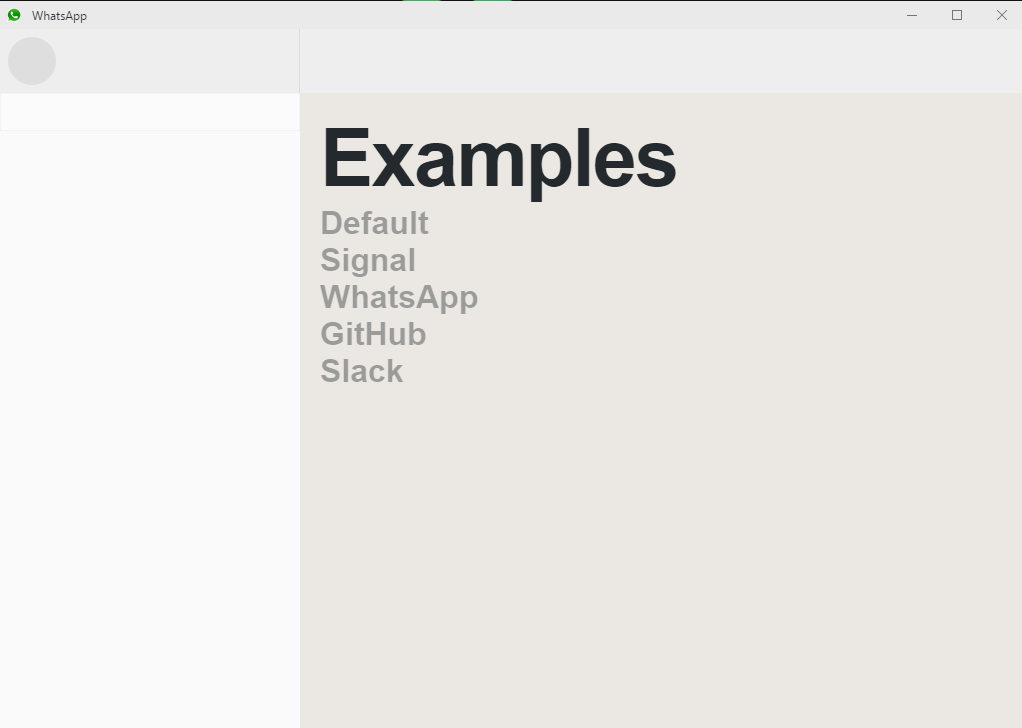 WhatsApp
Examples
Default
Signal
WhatsApp
GitHub
Slack